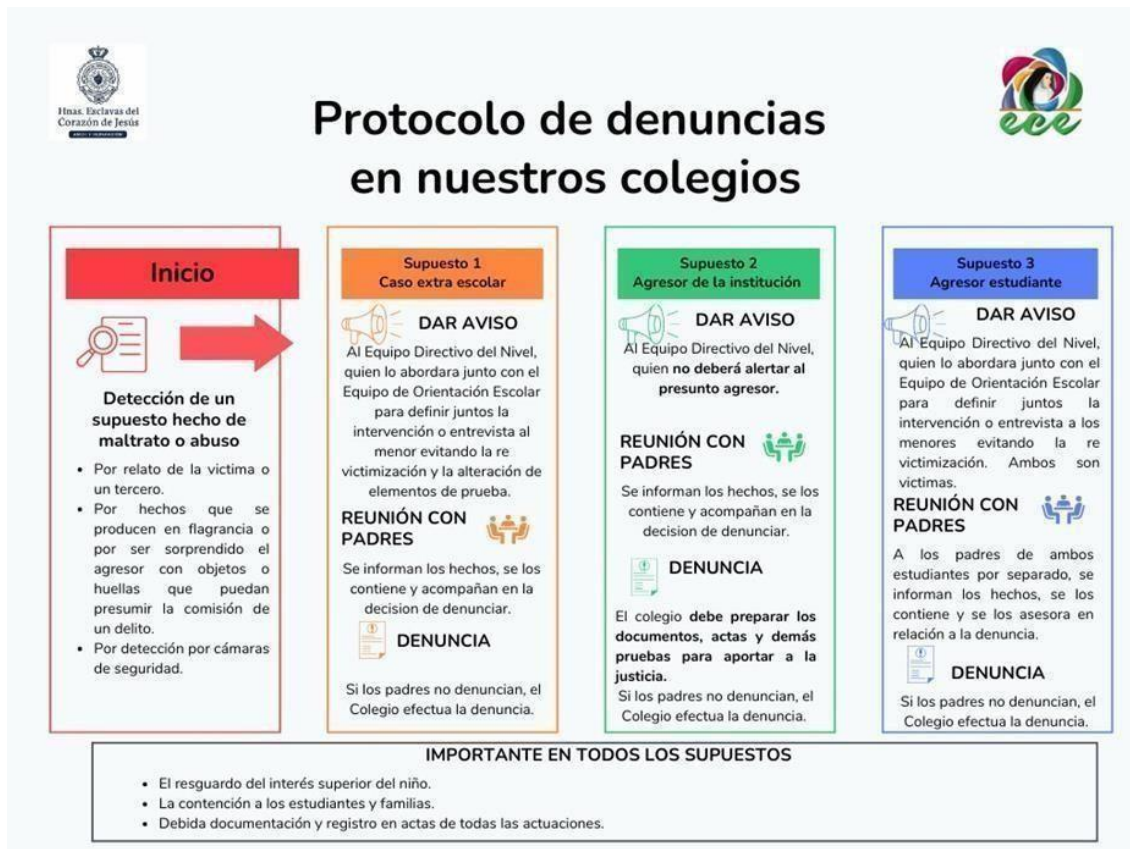 Hnas. Esclavas del
Corazón de Jesús
ece
Protocolo de denuncias
en nuestros colegios
Inicio
Detección de un
supuesto hecho de
maltrato o abuso
• Por relato de la victima o
un tercero.
• Por hechos que se
producen en flagrancia o
por ser sorprendido el
agresor con objetos o
huellas que puedan
presumir la comisión de
un delito.
• Por detección por cámaras
de seguridad.
Supuesto 1
Caso extra escolar
DAR AVISO
Al Equipo Directivo del Nivel,
quien lo abordara junto con el
Equipo de Orientación Escolar
para definir juntos la
intervención o entrevista al
menor evitando la re
victimización y la alteración de
elementos de prueba.
REUNIÓN CON
PADRES
Se informan los hechos, se los
contiene y acompañan en la
decision de denunciar.
DENUNCIA
Si los padres no denuncian, el
Colegio efectua la denuncia.
Supuesto 2
Agresor de la institución
DAR AVISO
Al Equipo Directivo del Nivel,
quien no deberá alertar al
presunto agresor.
REUNIÓN CON
PADRES
Se informan los hechos, se los
contiene y acompañan en la
decision de denunciar.
DENUNCIA
El colegio debe preparar los
documentos, actas y demás
pruebas para aportar a la
justicia.
Si los padres no denuncian, el
Colegio efectua la denuncia.
Supuesto 3
Agresor estudiante
DAR AVISO
Al Equipo Directivo del Nivel,
quien lo abordará junto con el
Equipo de Orientación Escolar
para definir juntos la
intervención o entrevista a los
menores evitando la re
victimización. Ambos son
victimas.
REUNIÓN CON
PADRES
A los padres de ambos
estudiantes por separado, se
informan los hechos, se los
contiene y se los asesora en
relación a la denuncia.
DENUNCIA
Si los padres no denuncian, el
Colegio efectua la denuncia.
IMPORTANTE EN TODOS LOS SUPUESTOS
• El resguardo del interés superior del niño.
• La contención a los estudiantes y familias.
• Debida documentación y registro en actas de todas las actuaciones.